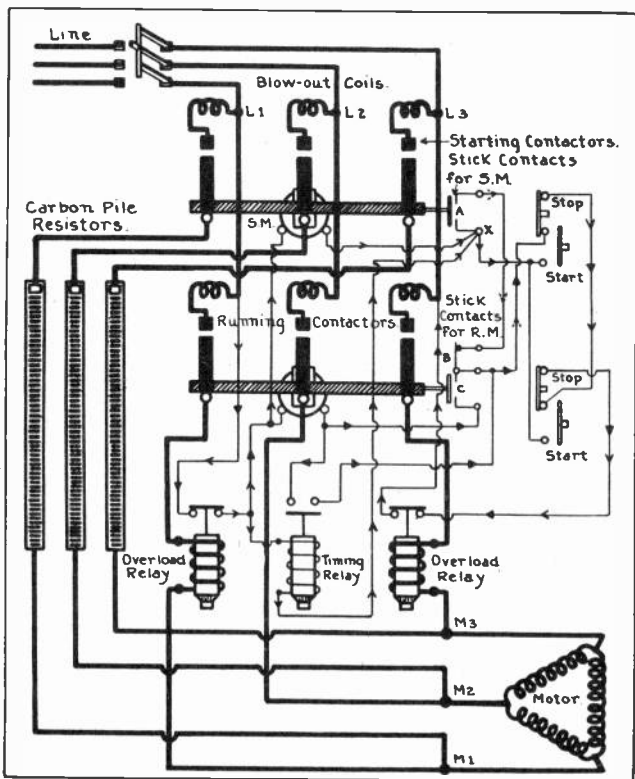 Line
Blow-out Coils.
L1
L2
L3
Starting Contactors.
Stick Contacts
for S.M.
Carbon Pile
Resistors.
S.M.
A
X
Stop
Start
Running Contactors
Stick
Contacts
for R.M.
B
C
Stop
Start
Overload
Relay
Timing
Relay
Overload
Relay
M3
M2
Motor
M1